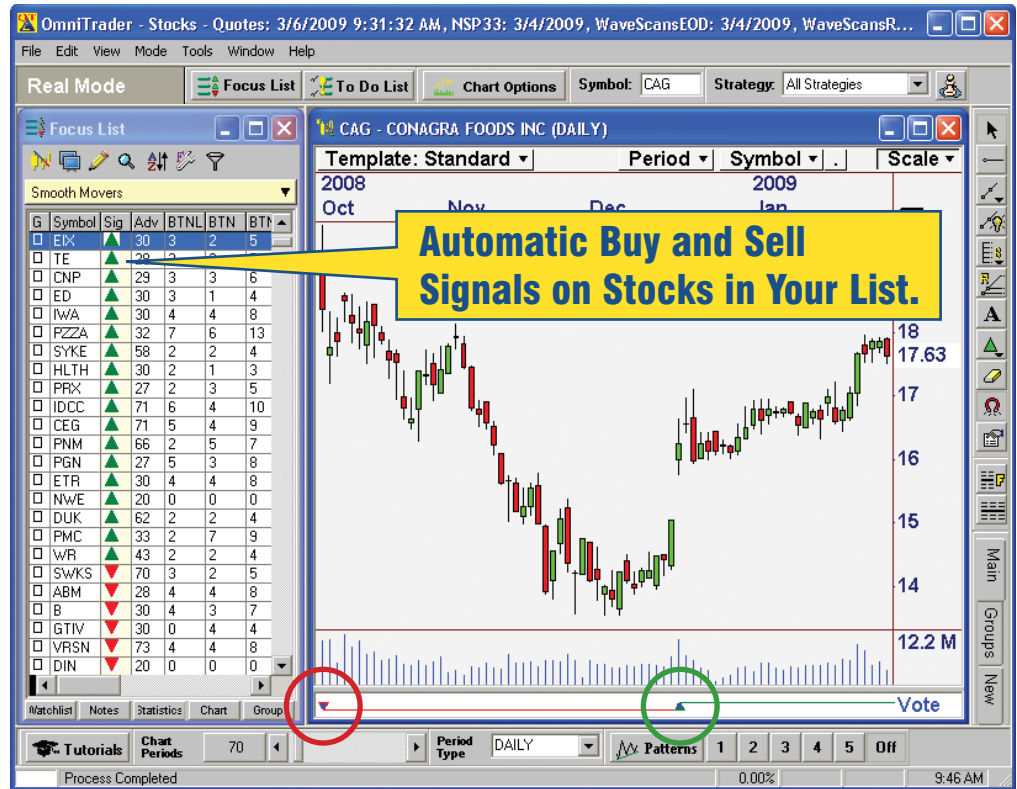 OmniTrader - Stocks - Quotes: 3/6/2009 9:31:32 AM, NSP33: 3/4/2009, WaveScansEOD: 3/4/2009, WaveScansR...
File Edit View Mode Tools Window Help
Real Mode Focus List To Do List Chart Options Symbol: CAG Strategy: All Strategies
Focus List
CAG - CONAGRA FOODS INC (DAILY)
Template: Standard Period Symbol . Scale
Smooth Movers
2008 2009
Oct Nov Dec Jan
G Symbol Sig Adv BTNL BTN
Automatic Buy and Sell
Signals on Stocks in Your List.
EIX 30 3 2 5
TE
CNP 29 3 3 6
ED 30 3 1 4
IWA 30 4 4 8
PZZA 32 7 6 13
SYKE 58 2 2 4
HLTH 30 2 1 3
PRX 27 2 3 5
IDCC 71 6 4 10
CEG 71 5 4 9
PNM 66 2 5 7
PGN 27 5 3 8
ETR 30 4 4 8
NWE 20 0 0 0
DUK 62 2 2 4
PMC 33 2 7 9
WR 43 2 2 4
SWKS 70 3 2 5
ABM 28 4 4 8
B 30 4 3 7
GTIV 30 0 4 4
VRSN 73 4 4 8
DIN 20 0 0 0
18
17.63
17
16
15
14
12.2 M
Vote
R
A
F
Main
Groups
New
Watchlist Notes Statistics Chart Group
Tutorials Chart Periods 70 Period Type DAILY Patterns 1 2 3 4 5 Off
Process Completed 0.00% 9:46 AM